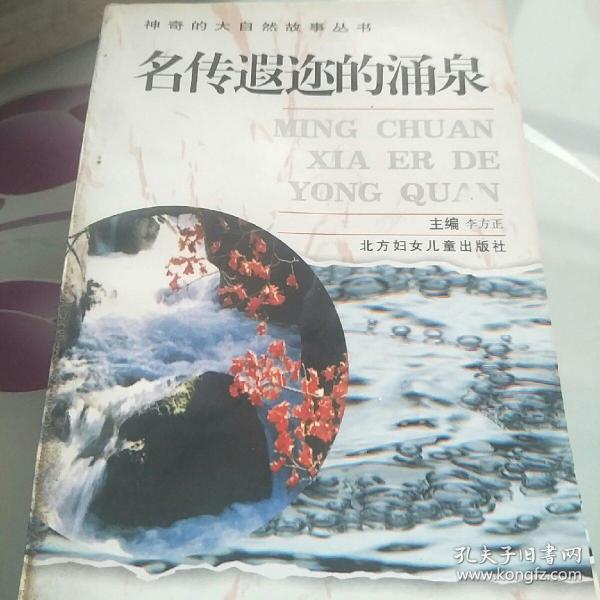 神奇的大自然故事丛书
名传遐迩的涌泉
MING CHUAN
XIA ER DE
YONG QUAN
主编 李方正
北方妇女儿童出版社
孔夫子旧书网
www.kongfz.com